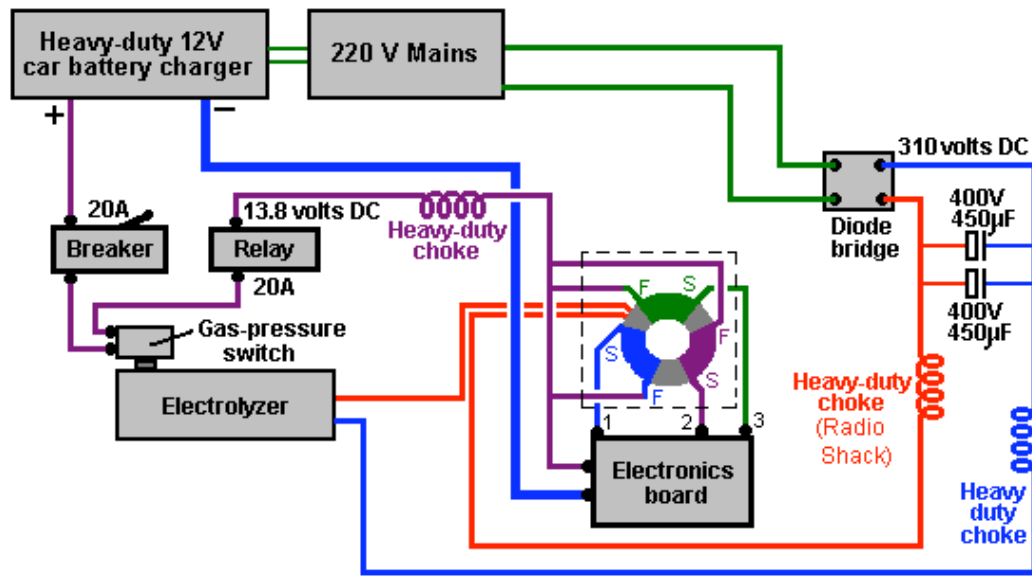 Heavy-duty 12V
car battery charger
220 V Mains
+
–
310 volts DC
20A
13.8 volts DC
Heavy-duty
choke
Breaker
Relay
20A
Diode
bridge
400V
450µF
400V
450µF
Gas-pressure
switch
F
S
S
F
F
S
Electrolyzer
1
2
3
Heavy-duty
choke
(Radio
Shack)
Electronics
board
Heavy
duty
choke